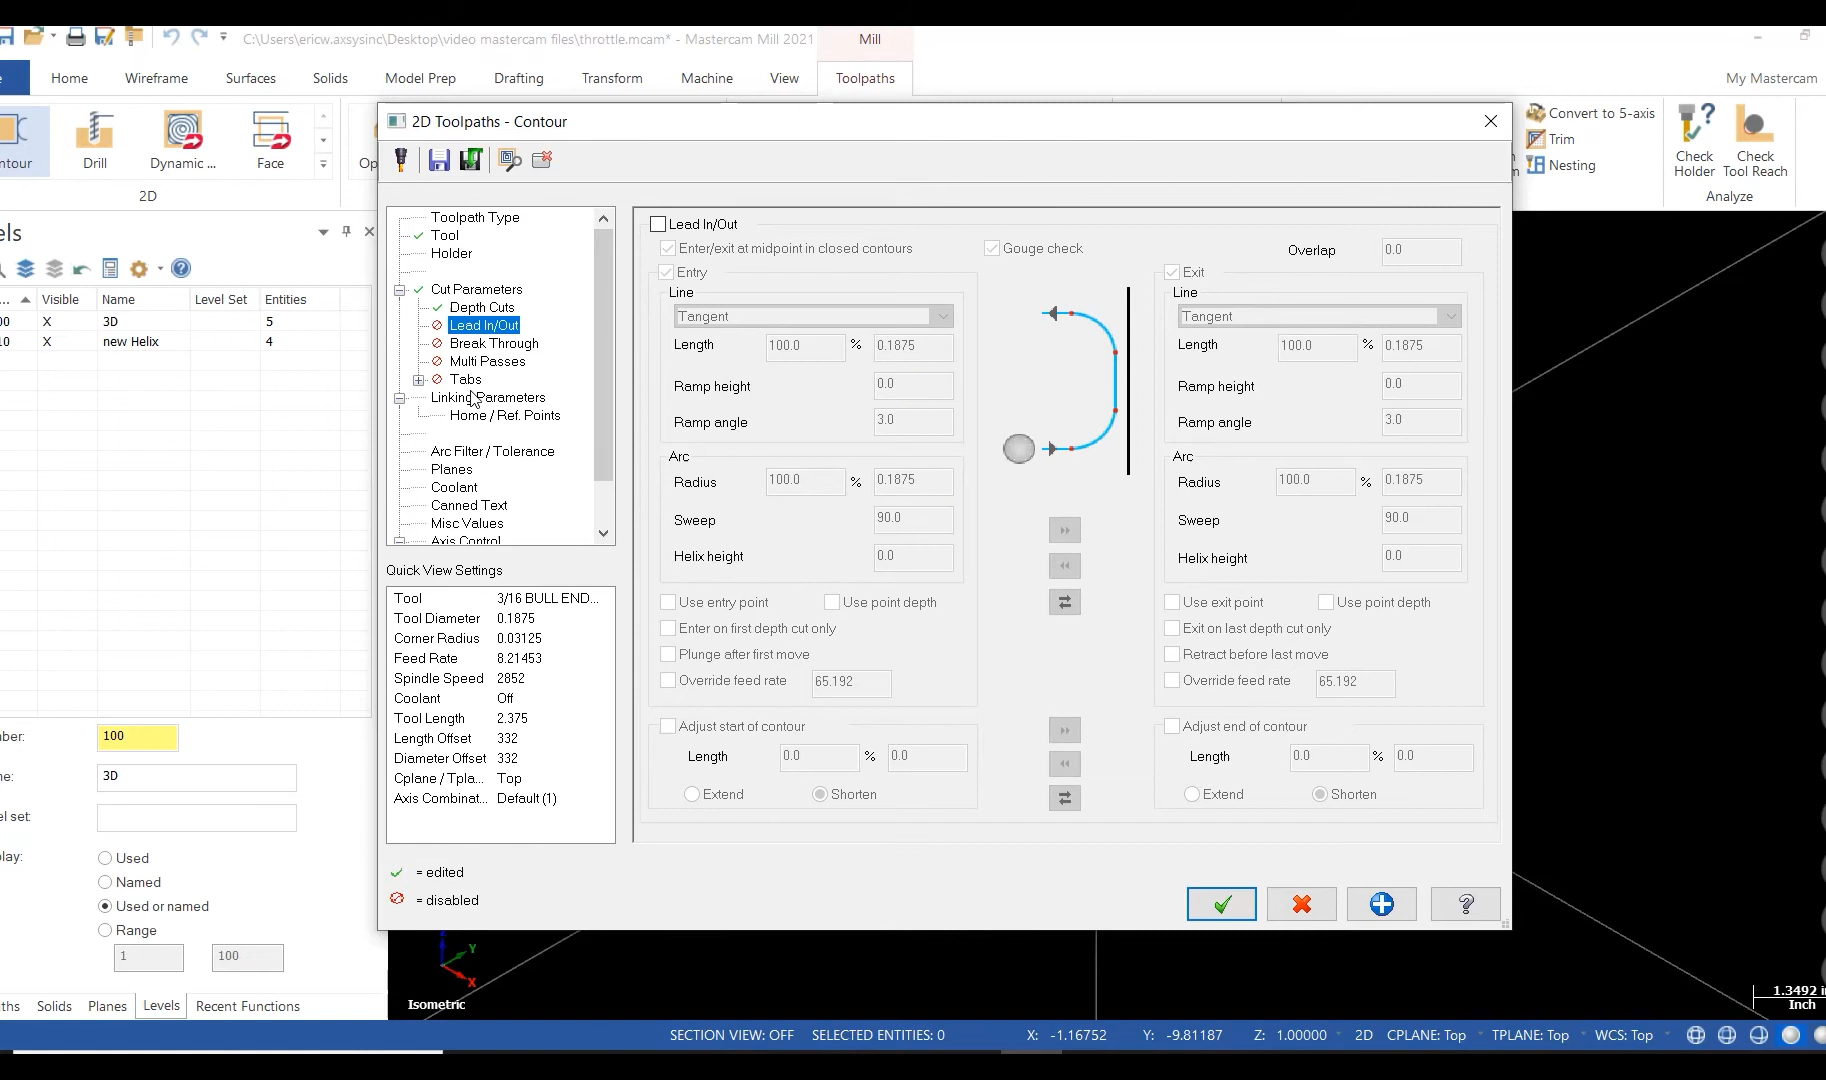 C:\Users\ericw.axsysinc\Desktop\video mastercam files\throttle.mcam* - Mastercam Mill 2021
Mill
Home
Wireframe
Surfaces
Solids
Model Prep
Drafting
Transform
Machine
View
Toolpaths
My Mastercam
ntour
Drill
Dynamic ...
Face
Op
2D
Convert to 5-axis
Trim
Nesting
m
Check Holder
Check Tool Reach
Analyze
els
... Visible Name Level Set Entities
00 X 3D 5
10 X new Helix 4
ber: 100
ne: 3D
el set:
lay:
Used
Named
Used or named
Range
1 100
ths Solids Planes Levels Recent Functions
2D Toolpaths - Contour
Toolpath Type
Tool
Holder
Cut Parameters
Depth Cuts
Lead In/Out
Break Through
Multi Passes
Tabs
Linking Parameters
Home / Ref. Points
Arc Filter / Tolerance
Planes
Coolant
Canned Text
Misc Values
Axis Control
Quick View Settings
Tool 3/16 BULL END...
Tool Diameter 0.1875
Corner Radius 0.03125
Feed Rate 8.21453
Spindle Speed 2852
Coolant Off
Tool Length 2.375
Length Offset 332
Diameter Offset 332
Cplane / Tpla... Top
Axis Combinat... Default (1)
= edited
= disabled
Lead In/Out
Enter/exit at midpoint in closed contours
Gouge check
Overlap 0.0
Entry
Line
Tangent
Length 100.0 % 0.1875
Ramp height 0.0
Ramp angle 3.0
Arc
Radius 100.0 % 0.1875
Sweep 90.0
Helix height 0.0
Use entry point
Use point depth
Enter on first depth cut only
Plunge after first move
Override feed rate 65.192
Adjust start of contour
Length 0.0 % 0.0
Extend
Shorten
Exit
Line
Tangent
Length 100.0 % 0.1875
Ramp height 0.0
Ramp angle 3.0
Arc
Radius 100.0 % 0.1875
Sweep 90.0
Helix height 0.0
Use exit point
Use point depth
Exit on last depth cut only
Retract before last move
Override feed rate 65.192
Adjust end of contour
Length 0.0 % 0.0
Extend
Shorten
Y
X
Isometric
1.3492 i
Inch
SECTION VIEW: OFF SELECTED ENTITIES: 0 X: -1.16752 Y: -9.81187 Z: 1.00000 2D CPLANE: Top TPLANE: Top WCS: Top